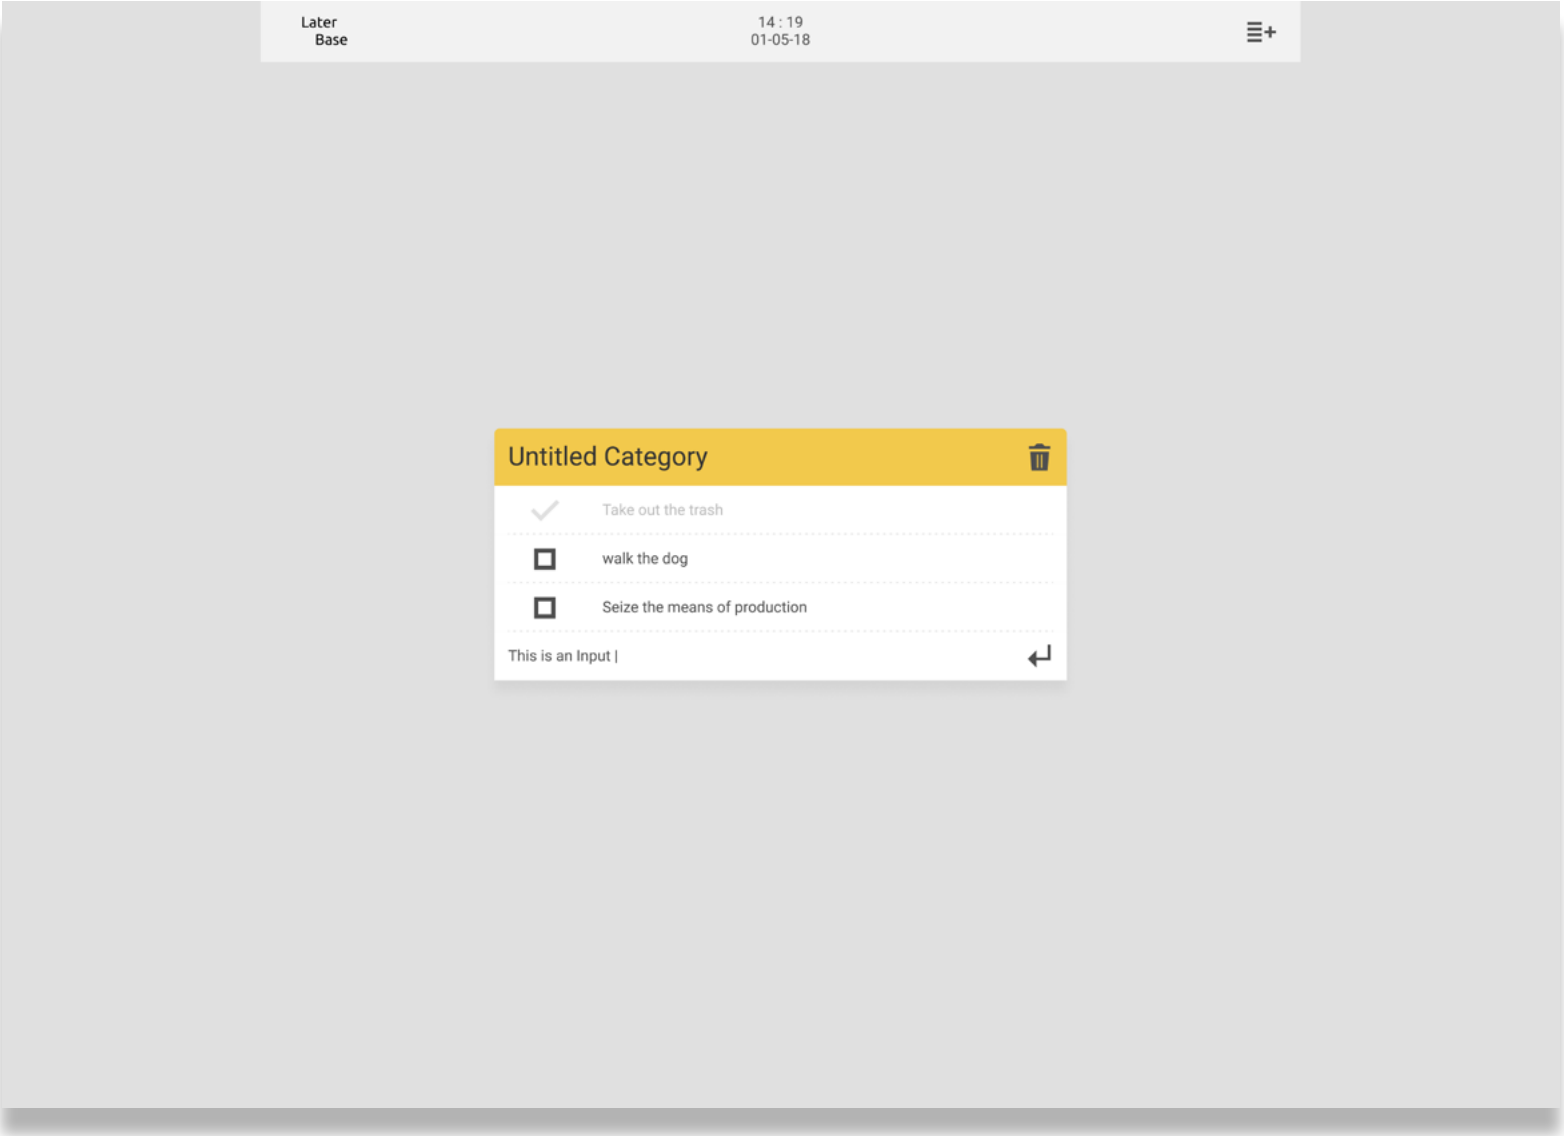 Later
Base
14 : 19
01-05-18
Untitled Category
Take out the trash
walk the dog
Seize the means of production
This is an Input |